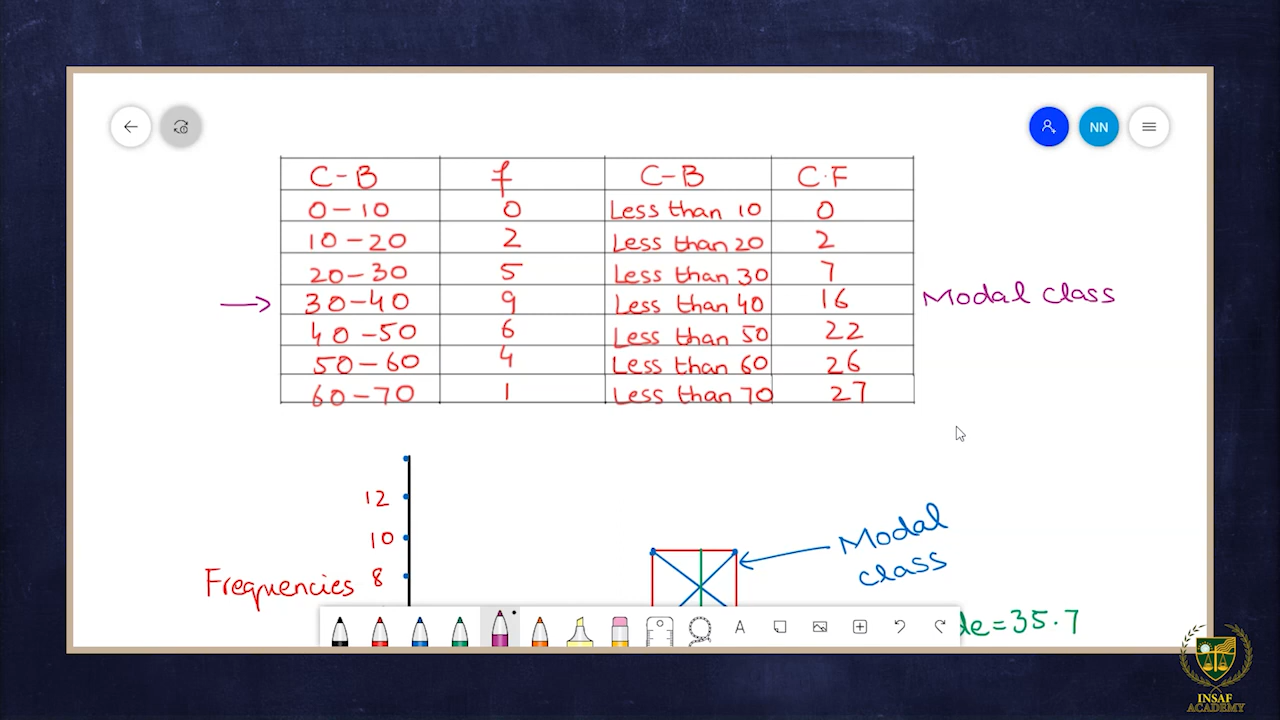 NN
C-B f C-B C.F
0-10 0 Less than 10 0
10-20 2 Less than 20 2
20-30 5 Less than 30 7
30-40 9 Less than 40 16 Modal class
40-50 6 Less than 50 22
50-60 4 Less than 60 26
60-70 1 Less than 70 27
12
10
Modal
class
Frequencies 8
de=35.7
A
INSAF
ACADEMY